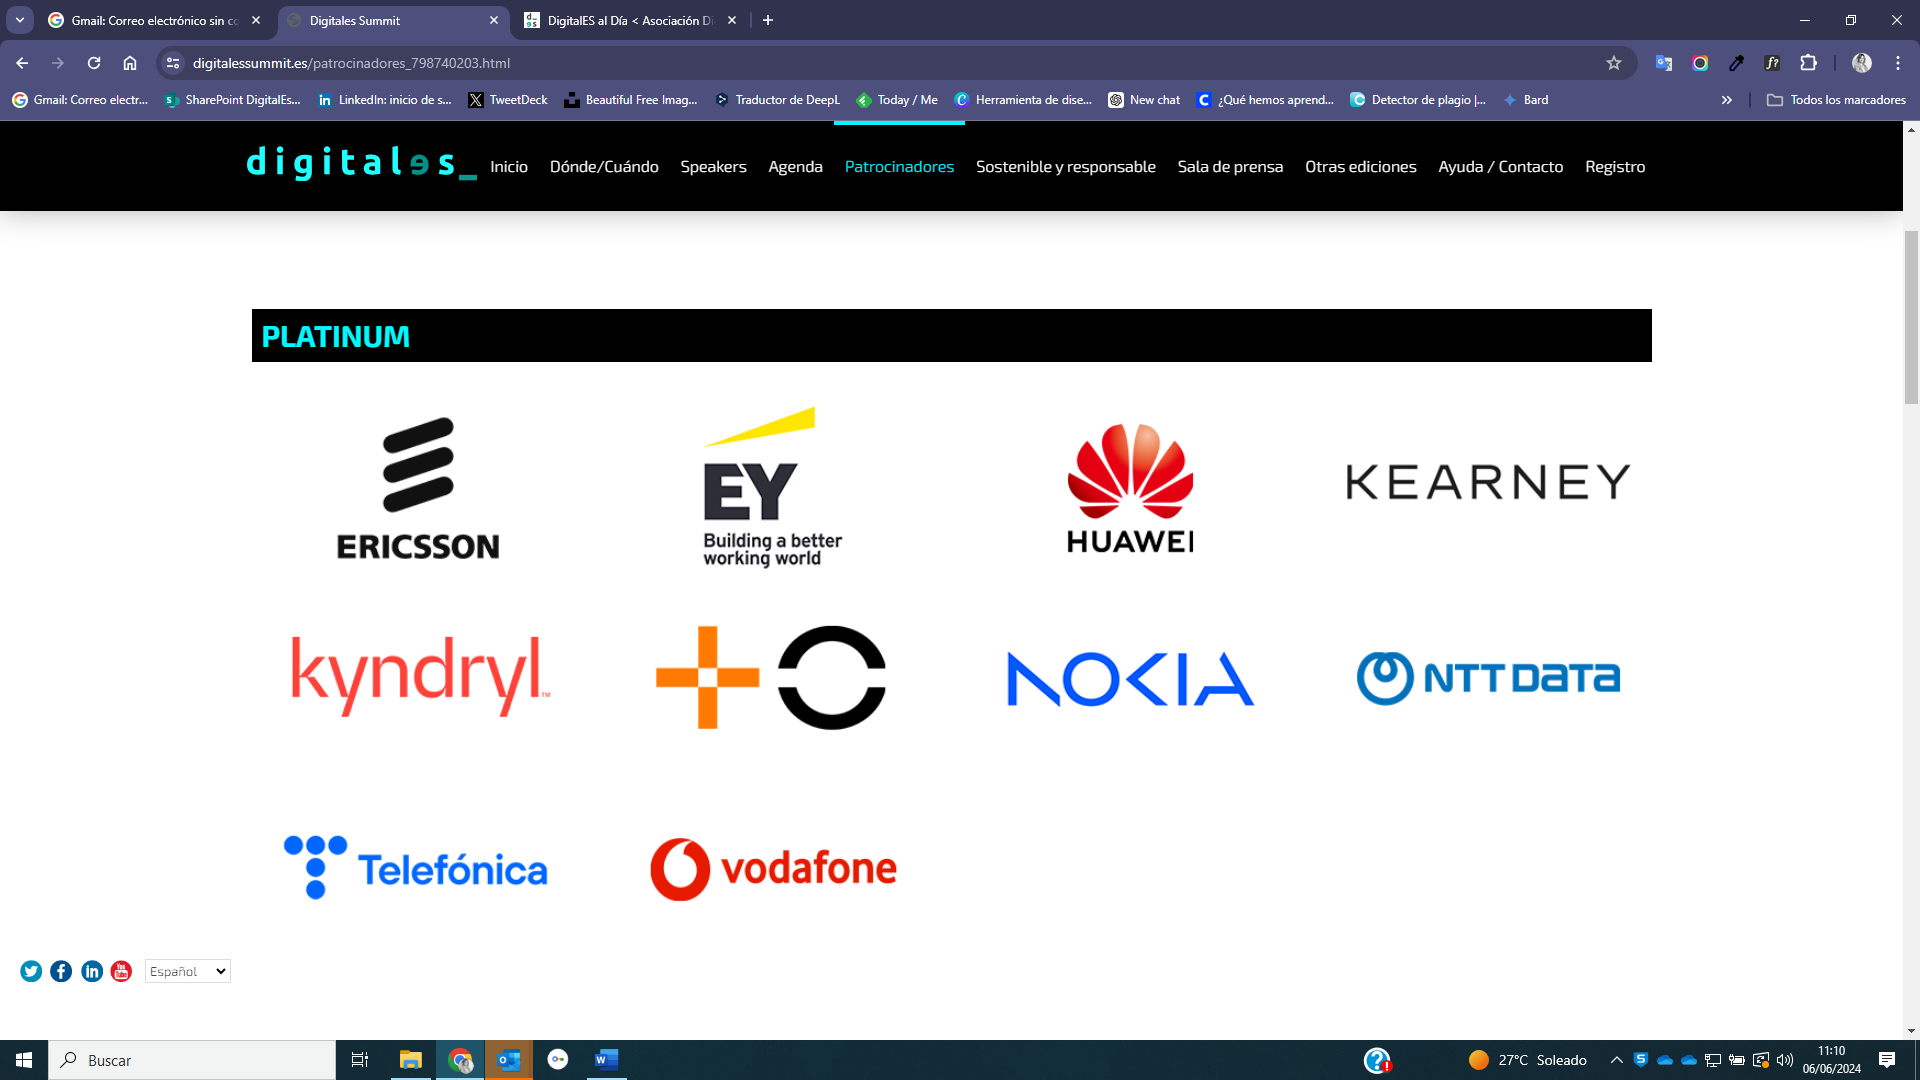 Gmail: Correo electrónico sin co
Digitales Summit
DigitalES al Día < Asociación Di
digitalessummit.es/patrocinadores_798740203.html
Gmail: Correo electr...
SharePoint DigitalEs...
LinkedIn: inicio de s...
TweetDeck
Beautiful Free Imag...
Traductor de DeepL
Today / Me
Herramienta de dise...
New chat
¿Qué hemos aprend...
Detector de plagio |...
Bard
»
Todos los marcadores
digitales_
Inicio
Dónde/Cuándo
Speakers
Agenda
Patrocinadores
Sostenible y responsable
Sala de prensa
Otras ediciones
Ayuda / Contacto
Registro
PLATINUM
ERICSSON
EY
Building a better
working world
HUAWEI
KEARNEY
kyndryl™
NOKIA
NTT DATA
Telefónica
vodafone
Español
Buscar
27°C Soleado
11:10
06/06/2024